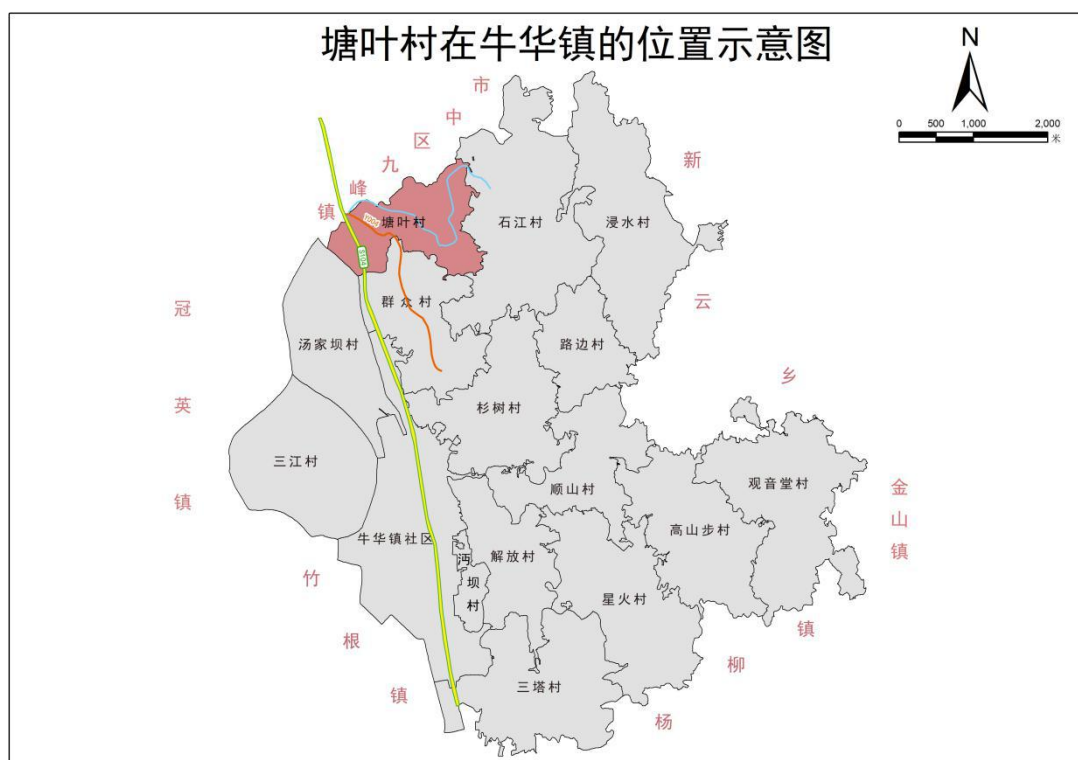 塘叶村在牛华镇的位置示意图
N
0 500 1,000 2,000
米
市中区九峰镇
新云乡
冠英镇
竹根镇
金山镇
杨柳镇
塘叶村
石江村
浸水村
群众村
汤家坝村
路边村
杉树村
三江村
顺山村
观音堂村
高山步村
牛华镇社区
沔坝村
解放村
星火村
三塔村
S104